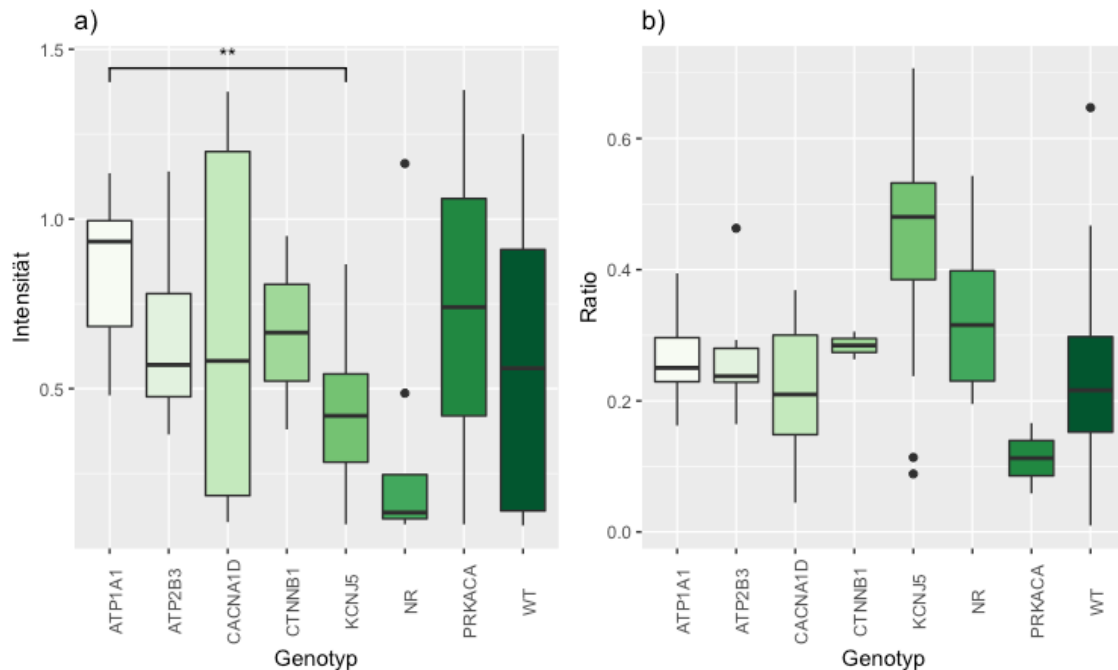 a)
**
1.5
1.0
0.5
Intensität
ATP1A1
ATP2B3
CACNA1D
CTNNB1
KCNJ5
NR
PRKACA
WT
Genotyp
b)
0.6
0.4
0.2
0.0
Ratio
ATP1A1
ATP2B3
CACNA1D
CTNNB1
KCNJ5
NR
PRKACA
WT
Genotyp